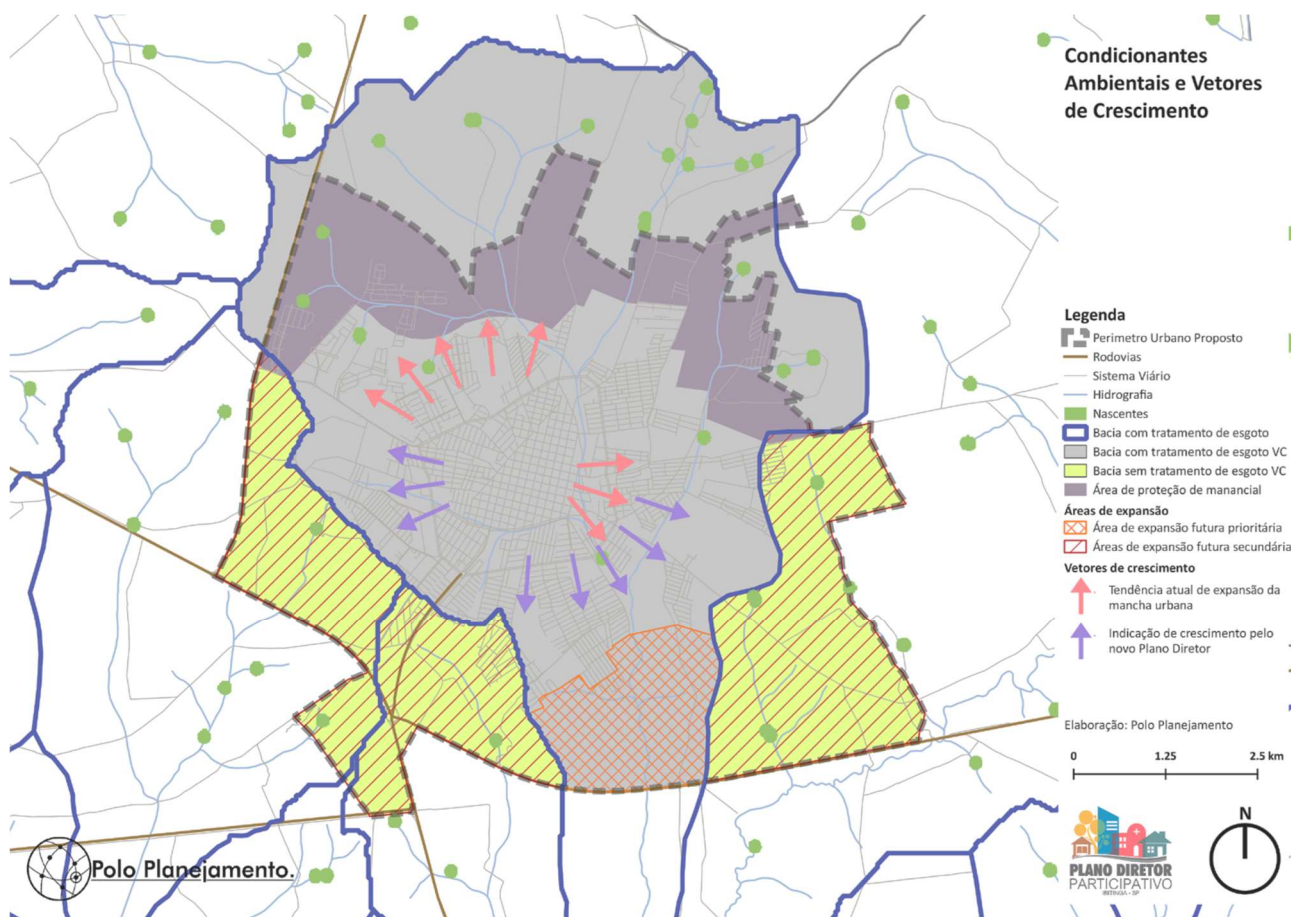 Condicionantes
Ambientais e Vetores
de Crescimento
Legenda
Perimetro Urbano Proposto
Rodovias
Sistema Viário
Hidrografia
Nascentes
Bacia com tratamento de esgoto
Bacia com tratamento de esgoto VC
Bacia sem tratamento de esgoto VC
Área de proteção de manancial
Áreas de expansão
Área de expansão futura prioritária
Áreas de expansão futura secundária
Vetores de crescimento
Tendência atual de expansão da
mancha urbana
Indicação de crescimento pelo
novo Plano Diretor
Elaboração: Polo Planejamento
0 1.25 2.5 km
N
PLANO DIRETOR
PARTICIPATIVO
IBITINGA - SP
Polo Planejamento.